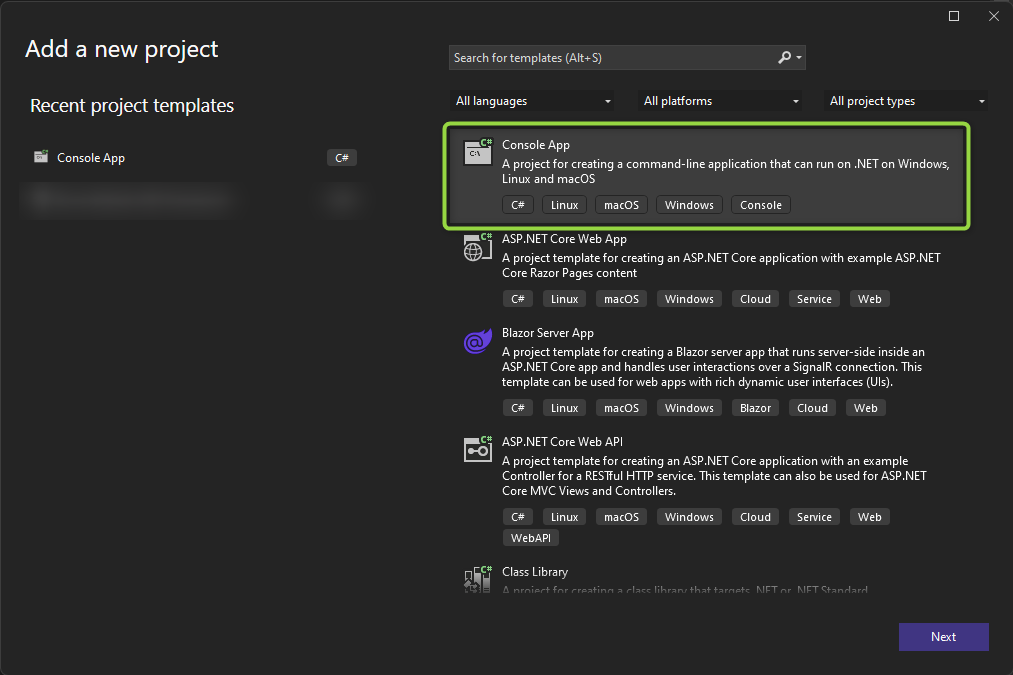 Add a new project
Search for templates (Alt+S)
Recent project templates
All languages
All platforms
All project types
Console App
C#
C#
C:\
Console App
A project for creating a command-line application that can run on .NET on Windows,
Linux and macOS
C# Linux macOS Windows Console
C#
ASP.NET Core Web App
A project template for creating an ASP.NET Core application with example ASP.NET
Core Razor Pages content
C# Linux macOS Windows Cloud Service Web
@
Blazor Server App
A project template for creating a Blazor server app that runs server-side inside an
ASP.NET Core app and handles user interactions over a SignalR connection. This
template can be used for web apps with rich dynamic user interfaces (UIs).
C# Linux macOS Windows Blazor Cloud Web
C#
ASP.NET Core Web API
A project template for creating an ASP.NET Core application with an example
Controller for a RESTful HTTP service. This template can also be used for ASP.NET
Core MVC Views and Controllers.
C# Linux macOS Windows Cloud Service Web
WebAPI
C#
Class Library
A project for creating a class library that targets .NET or .NET Standard
Next